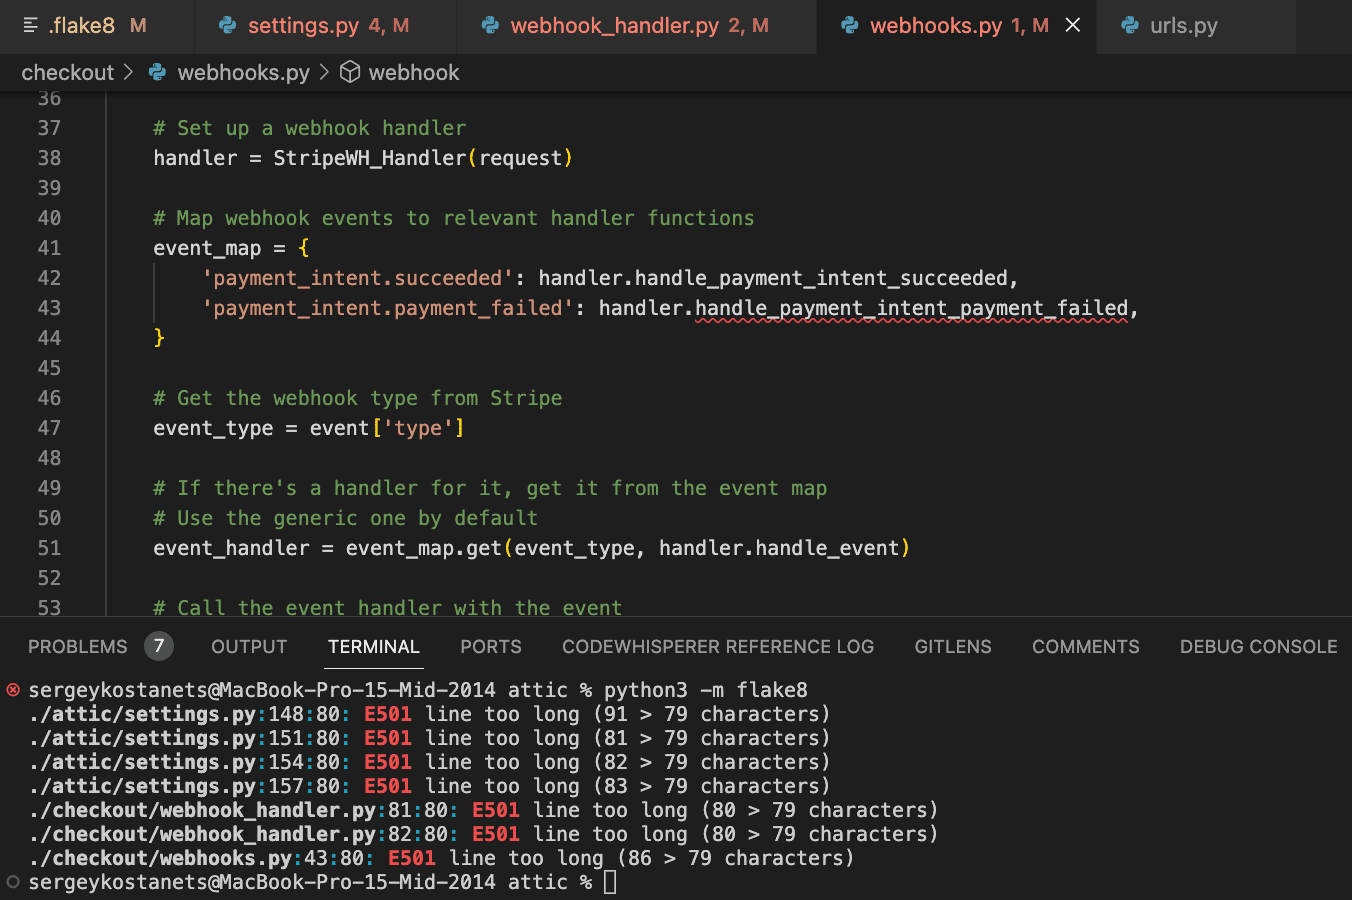 .flake8 M settings.py 4, M webhook_handler.py 2, M webhooks.py 1, M urls.py
checkout > webhooks.py > webhook
36
37 # Set up a webhook handler
38 handler = StripeWH_Handler(request)
39
40 # Map webhook events to relevant handler functions
41 event_map = {
42 'payment_intent.succeeded': handler.handle_payment_intent_succeeded,
43 'payment_intent.payment_failed': handler.handle_payment_intent_payment_failed,
44 }
45
46 # Get the webhook type from Stripe
47 event_type = event['type']
48
49 # If there's a handler for it, get it from the event map
50 # Use the generic one by default
51 event_handler = event_map.get(event_type, handler.handle_event)
52
53 # Call the event handler with the event
PROBLEMS 7 OUTPUT TERMINAL PORTS CODEWHISPERER REFERENCE LOG GITLENS COMMENTS DEBUG CONSOLE
sergeykostanets@MacBook-Pro-15-Mid-2014 attic % python3 -m flake8
./attic/settings.py:148:80: E501 line too long (91 > 79 characters)
./attic/settings.py:151:80: E501 line too long (81 > 79 characters)
./attic/settings.py:154:80: E501 line too long (82 > 79 characters)
./attic/settings.py:157:80: E501 line too long (83 > 79 characters)
./checkout/webhook_handler.py:81:80: E501 line too long (80 > 79 characters)
./checkout/webhook_handler.py:82:80: E501 line too long (80 > 79 characters)
./checkout/webhooks.py:43:80: E501 line too long (86 > 79 characters)
sergeykostanets@MacBook-Pro-15-Mid-2014 attic %